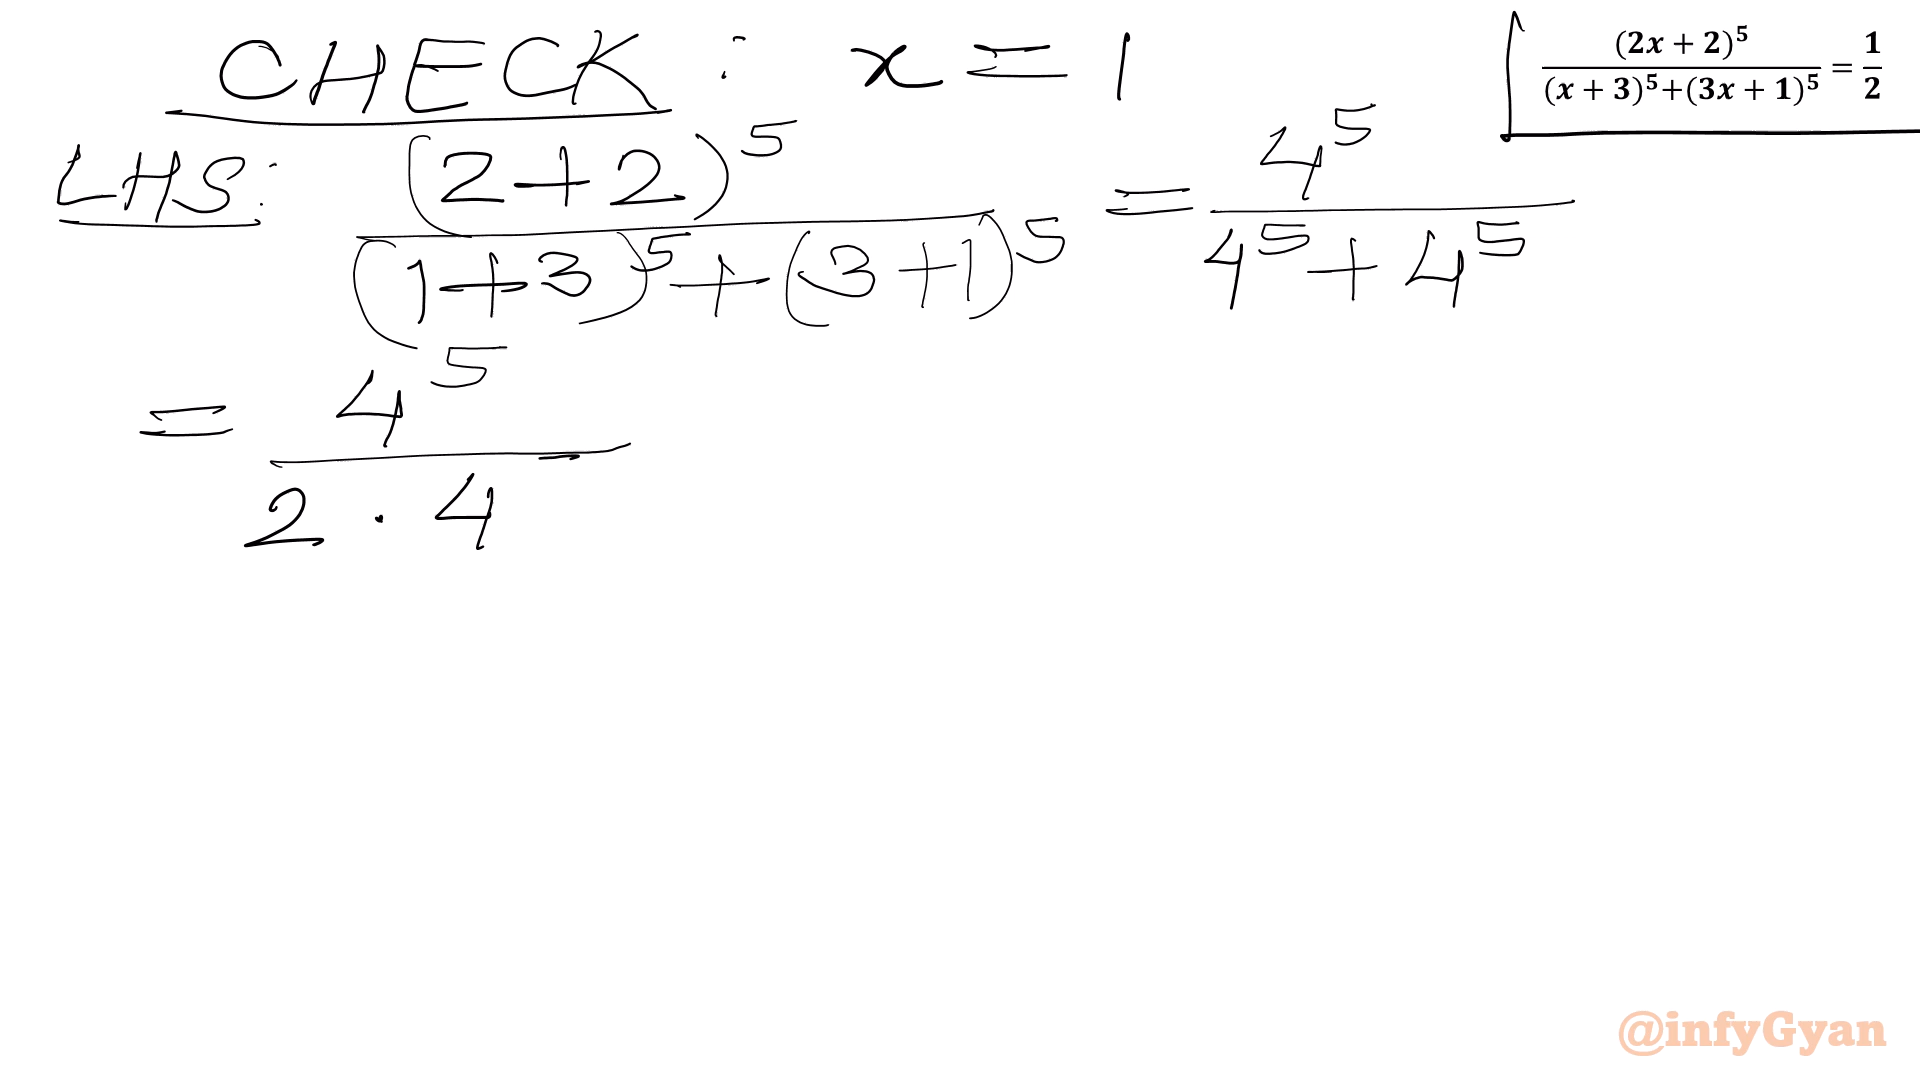 CHECK : x = 1
(2x + 2)⁵ / (x + 3)⁵+(3x + 1)⁵ = 1/2
LHS: (2+2)⁵ / (1+3)⁵ + (3+1)⁵ = 4⁵ / 4⁵ + 4⁵
= 4⁵ / 2 · 4
@infyGyan